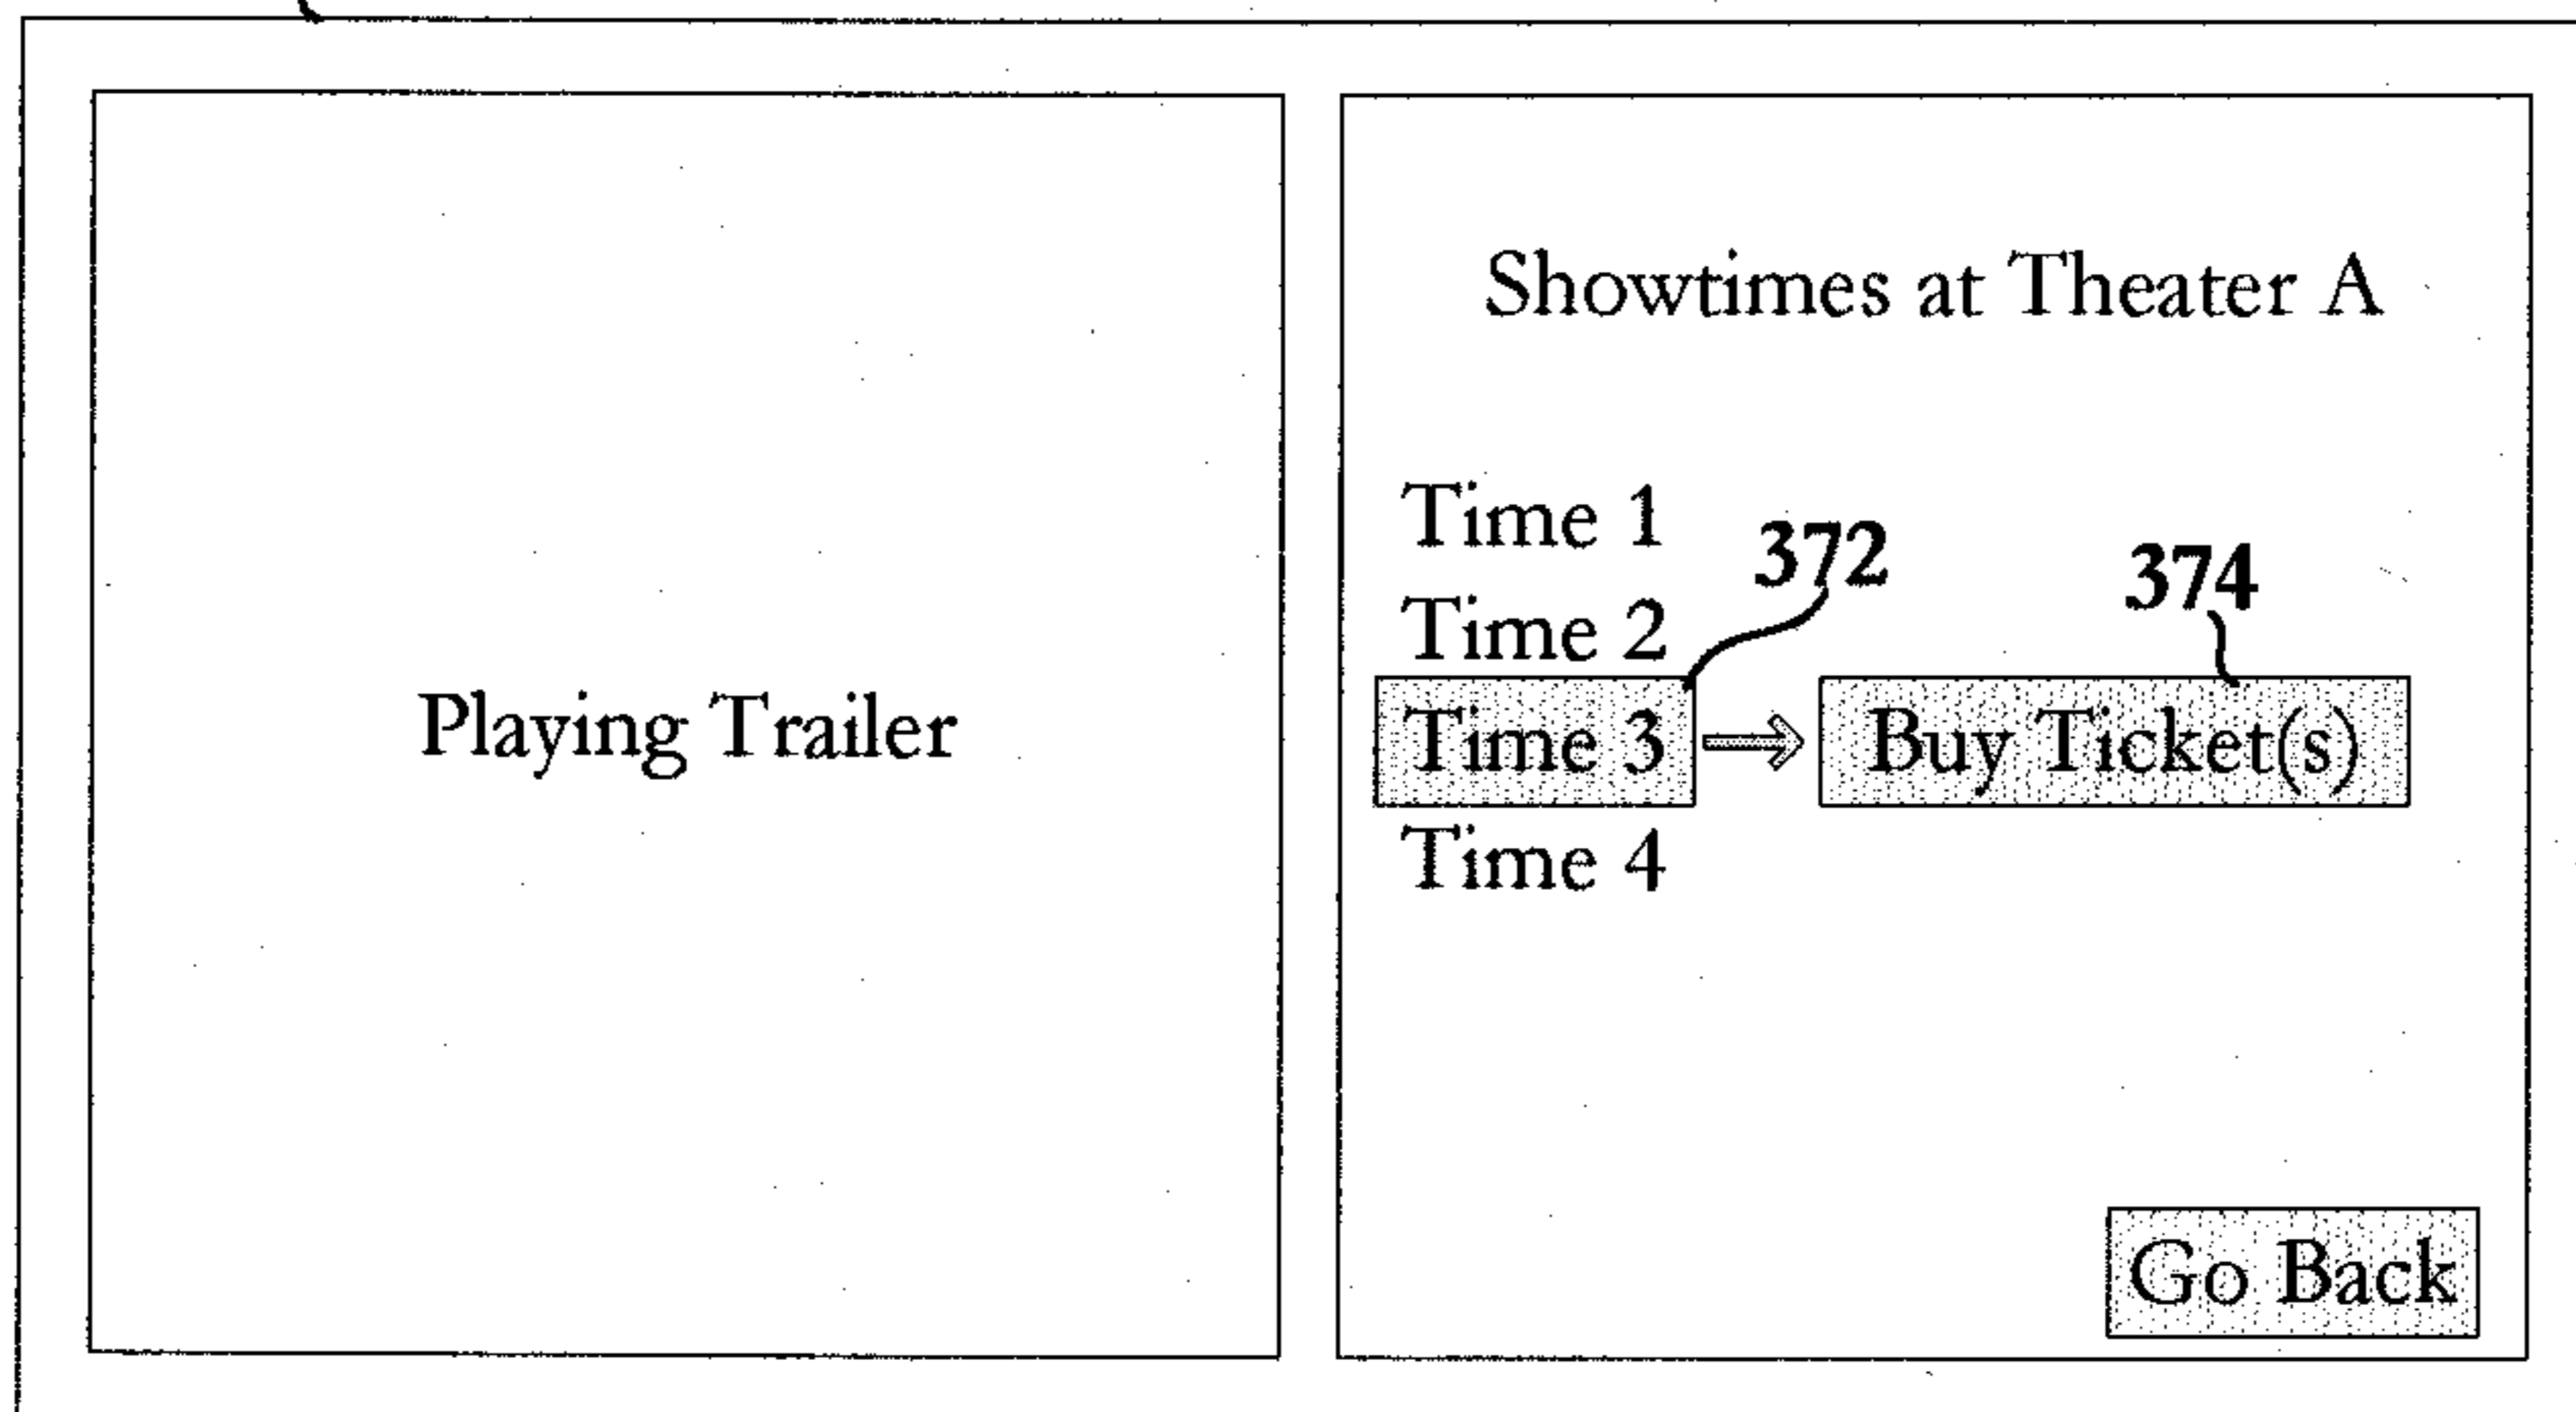 Playing Trailer
Showtimes at Theater A
Time 1
372
374
Time 2
Time 3
Buy Ticket(s)
Time 4
Go Back